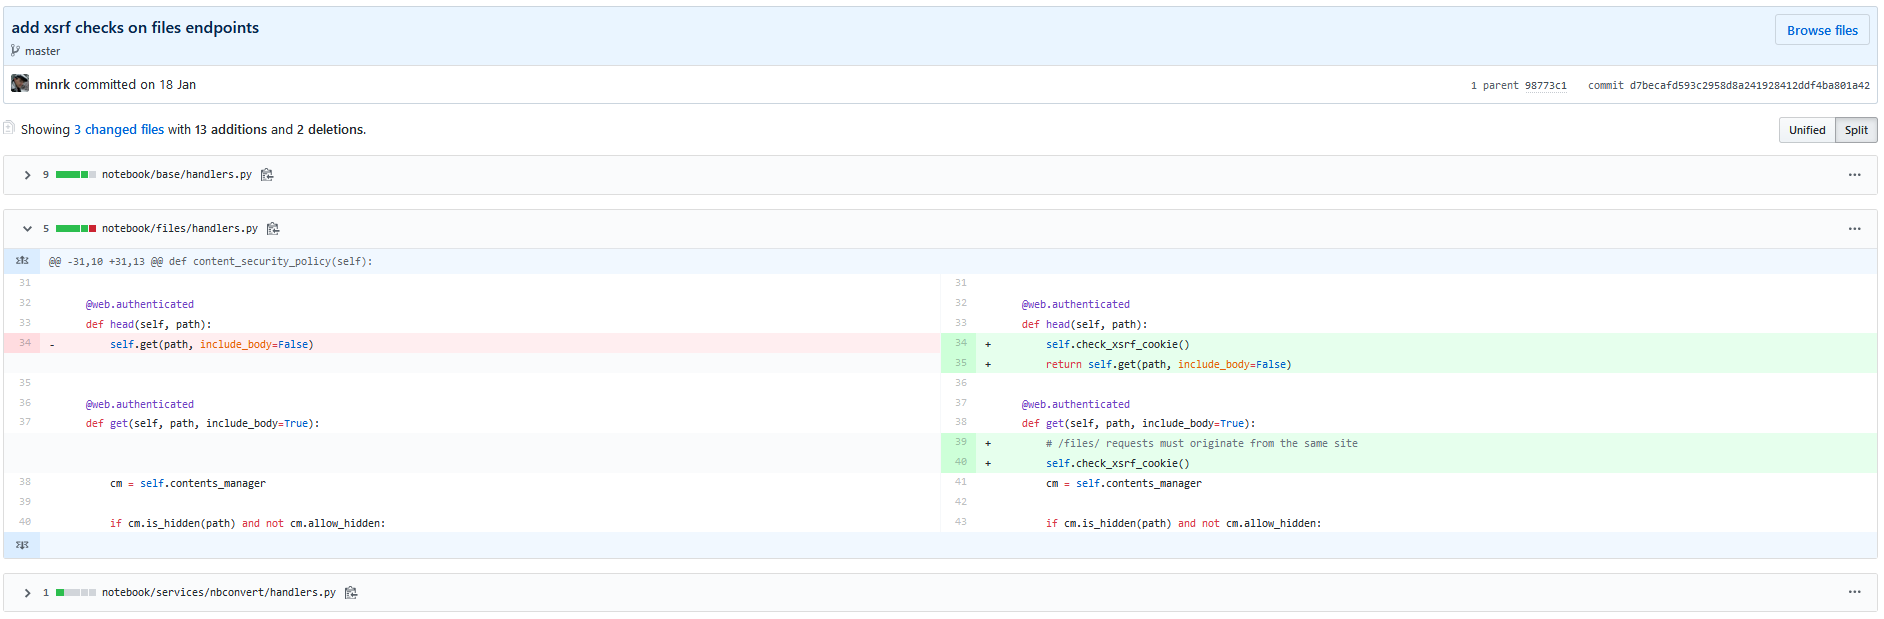 add xsrf checks on files endpoints
Browse files
master
minrk committed on 18 Jan
1 parent 98773c1 commit d7becafd593c2958d8a241928412ddf4ba801a42
Showing 3 changed files with 13 additions and 2 deletions.
Unified Split
9 notebook/base/handlers.py ...
5 notebook/files/handlers.py ...
@@ -31,10 +31,13 @@ def content_security_policy(self):
31 31
32 @web.authenticated 32 @web.authenticated
33 def head(self, path): 33 def head(self, path):
34 - self.get(path, include_body=False) 34 + self.check_xsrf_cookie()
35 + return self.get(path, include_body=False)
35 36
36 @web.authenticated 37 @web.authenticated
37 def get(self, path, include_body=True): 38 def get(self, path, include_body=True):
39 + # /files/ requests must originate from the same site
40 + self.check_xsrf_cookie()
38 cm = self.contents_manager 41 cm = self.contents_manager
39 42
40 if cm.is_hidden(path) and not cm.allow_hidden: 43 if cm.is_hidden(path) and not cm.allow_hidden:
1 notebook/services/nbconvert/handlers.py ...